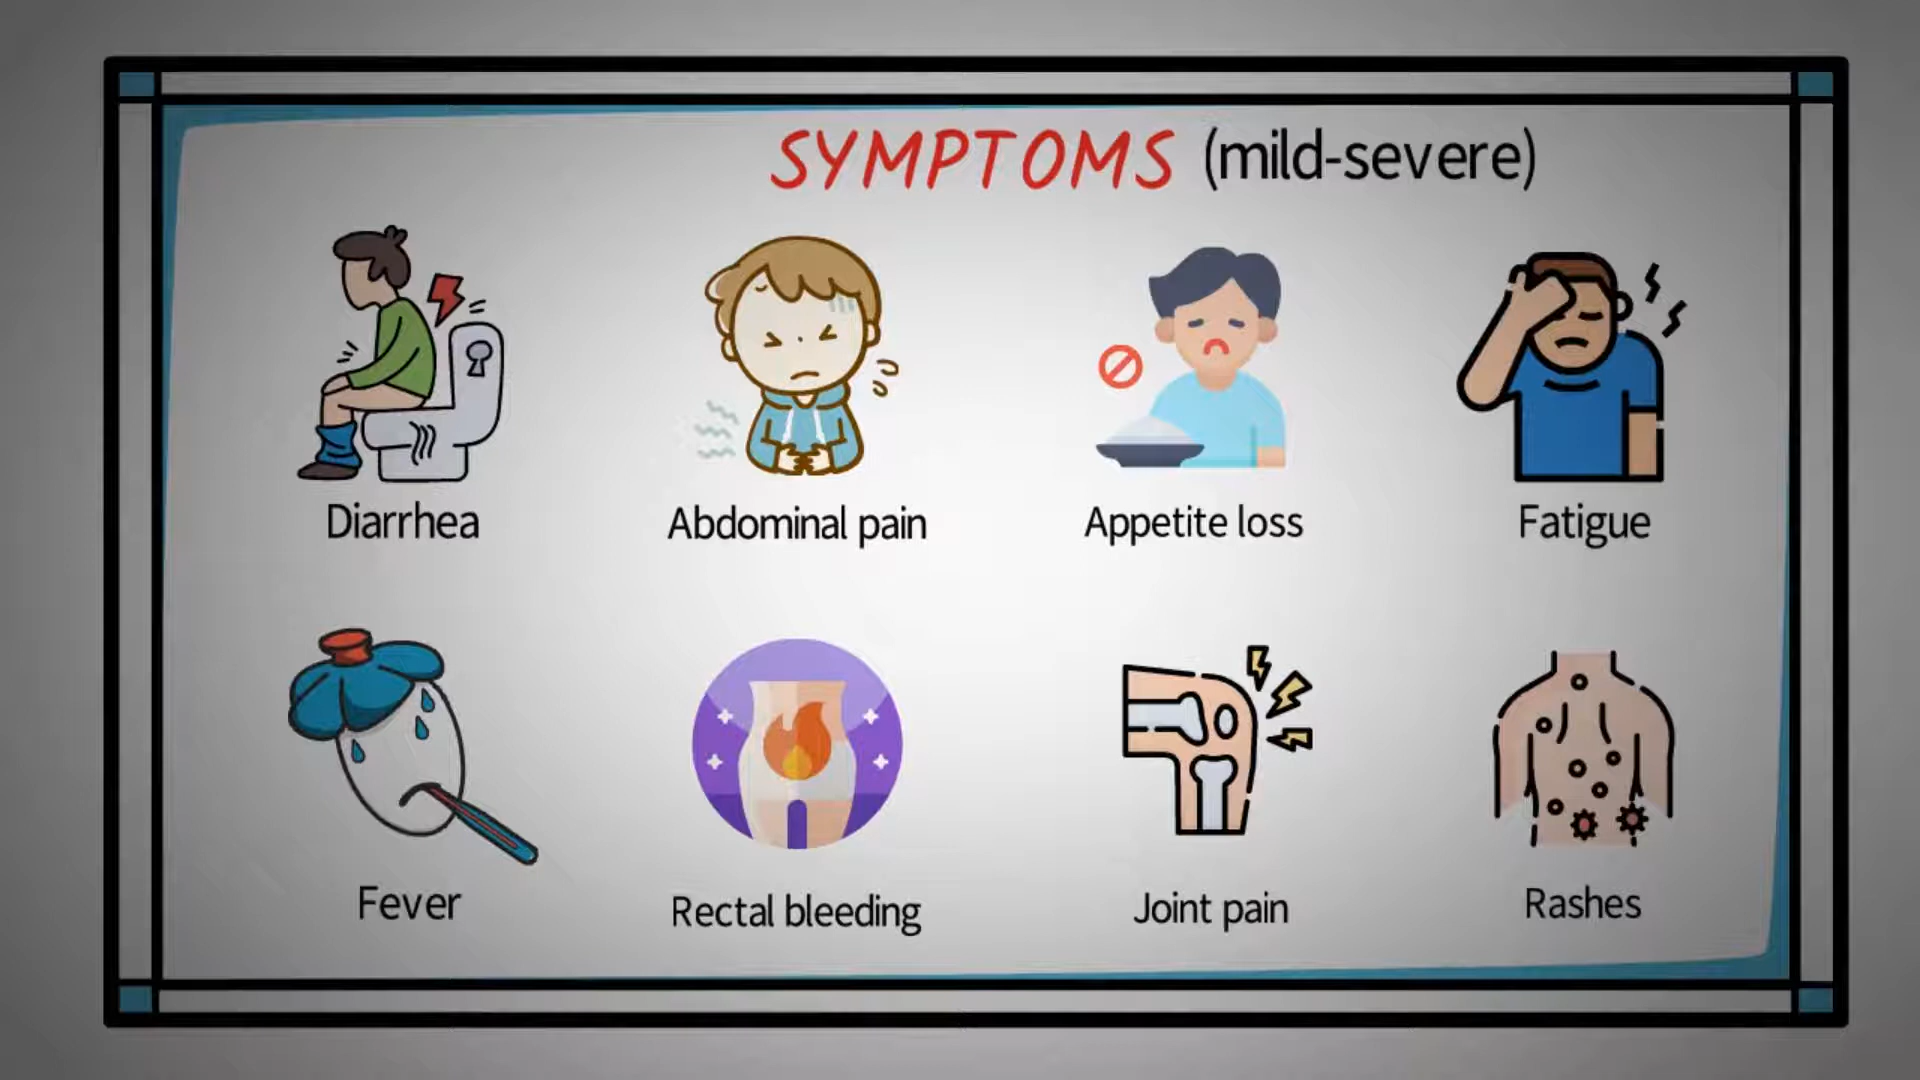 SYMPTOMS (mild-severe)
Diarrhea
Abdominal pain
Appetite loss
Fatigue
Fever
Rectal bleeding
Joint pain
Rashes